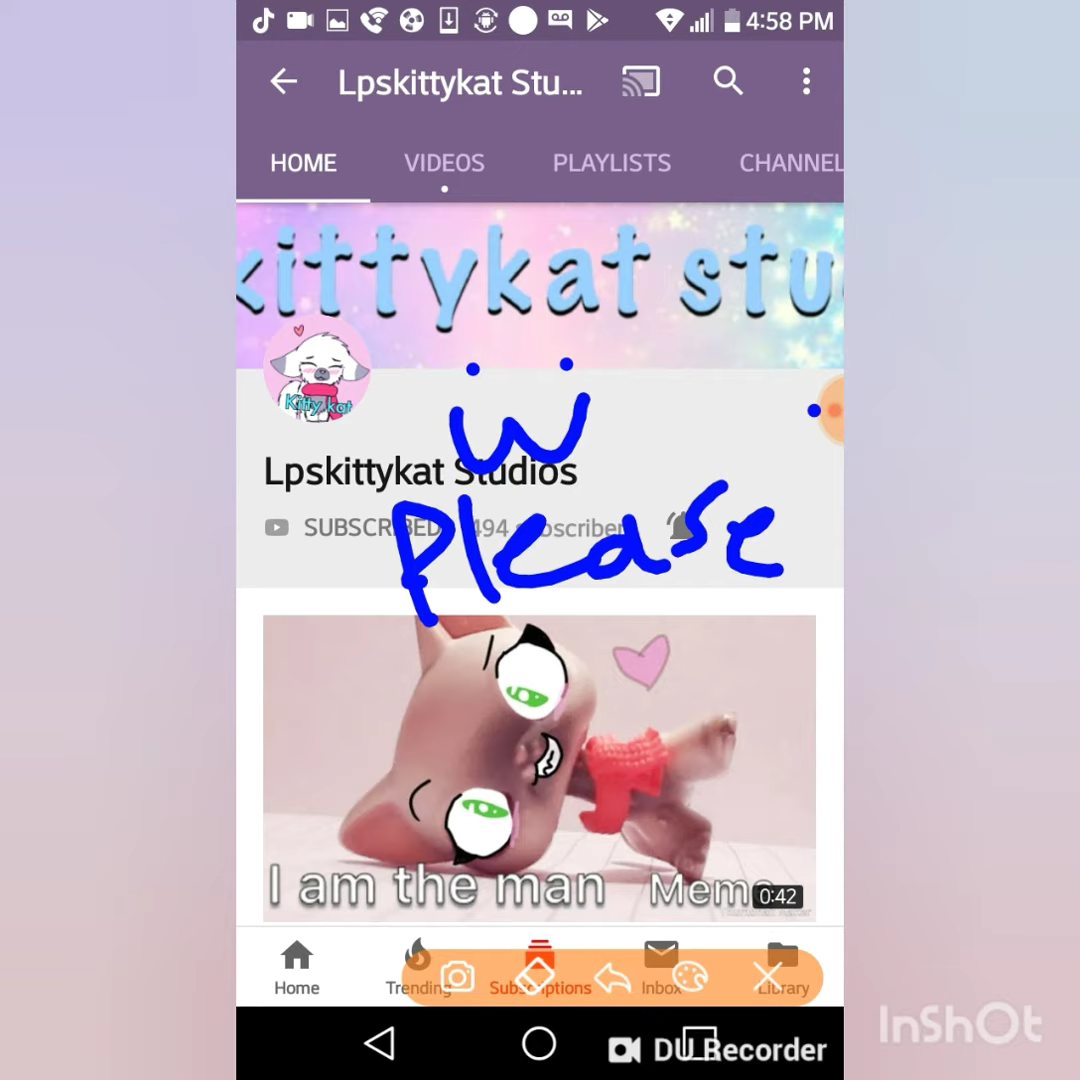 4:58 PM
Lpskittykat Stu...
HOME VIDEOS PLAYLISTS CHANNEL
kittykat stu
Kitty kat
Lpskittykat Studios
SUBSCRIBED 494 subscriber
Please
I am the man Meme
0:42
Home Trending Subscriptions Inbox Library
DU Recorder
InShOt